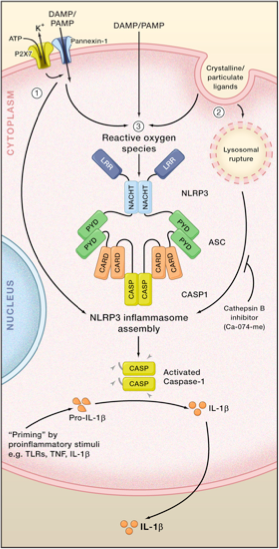 DAMP/
PAMP
K+
ATP
P2X7
Pannexin-1
DAMP/PAMP
Crystalline/
particulate
ligands
CYTOPLASM
1
2
3
Reactive oxygen
species
Lysosomal
rupture
LRR
LRR
NACHT
NACHT
NLRP3
PYD
PYD
PYD
PYD
ASC
CARD
CARD
CARD
CARD
CASP
CASP
CASP1
NUCLEUS
NLRP3 inflammasome
assembly
Cathepsin B
inhibitor
(Ca-074-me)
CASP
CASP
Activated
Caspase-1
Pro-IL-1β
IL-1β
"Priming" by
proinflammatory stimuli
e.g. TLRs, TNF, IL-1β
IL-1β